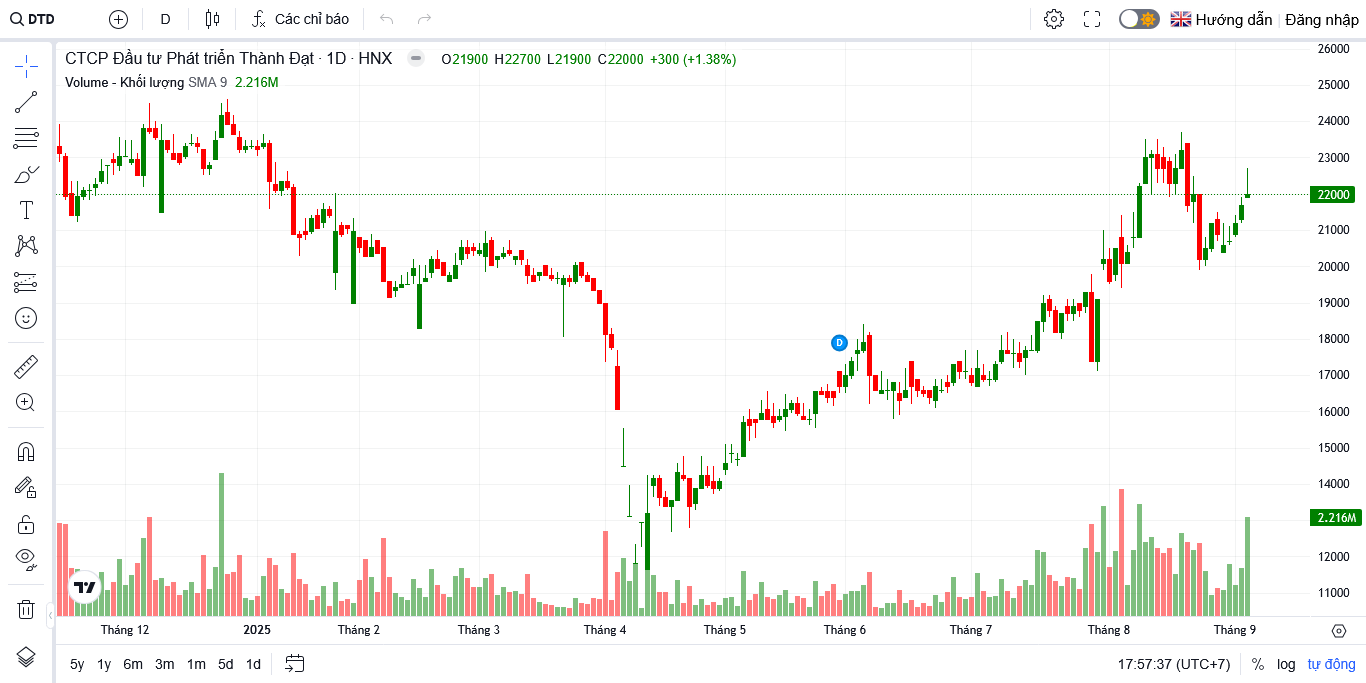 DTD D Các chỉ báo Hướng dẫn Đăng nhập
CTCP Đầu tư Phát triển Thành Đạt · 1D · HNX O21900 H22700 L21900 C22000 +300 (+1.38%)
Volume - Khối lượng SMA 9 2.216M
26000
25000
24000
23000
22000
21000
20000
19000
18000
17000
16000
15000
14000
2.216M
12000
11000
D
Tháng 12 2025 Tháng 2 Tháng 3 Tháng 4 Tháng 5 Tháng 6 Tháng 7 Tháng 8 Tháng 9
5y 1y 6m 3m 1m 5d 1d 17:57:37 (UTC+7) % log tự động